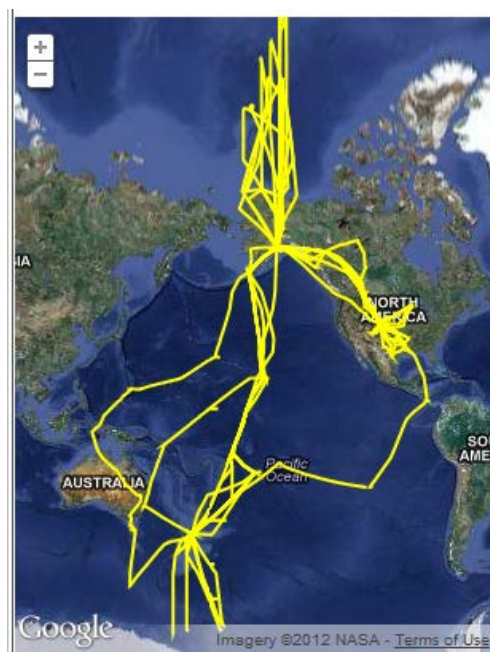 +
−
IA
NORTH
AMERICA
Pacific
Ocean
SOU
AME
AUSTRALIA
Google
Imagery ©2012 NASA - Terms of Use